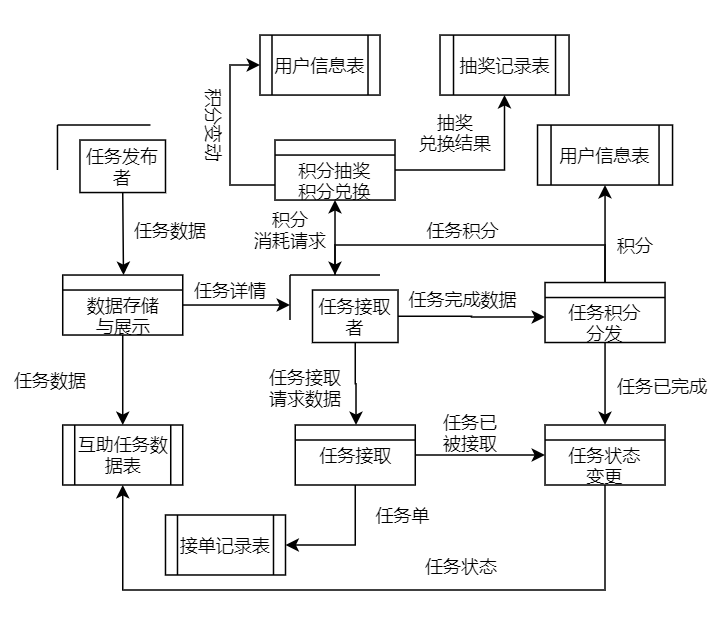 用户信息表
抽奖记录表
积分变动
抽奖
兑换结果
任务发布
者
积分抽奖
积分兑换
用户信息表
任务数据
积分
消耗请求
任务积分
积分
任务详情
数据存储
与展示
任务接取
者
任务完成数据
任务积分
分发
任务数据
任务接取
请求数据
任务已完成
互助任务数
据表
任务接取
任务已
被接取
任务状态
变更
任务单
接单记录表
任务状态